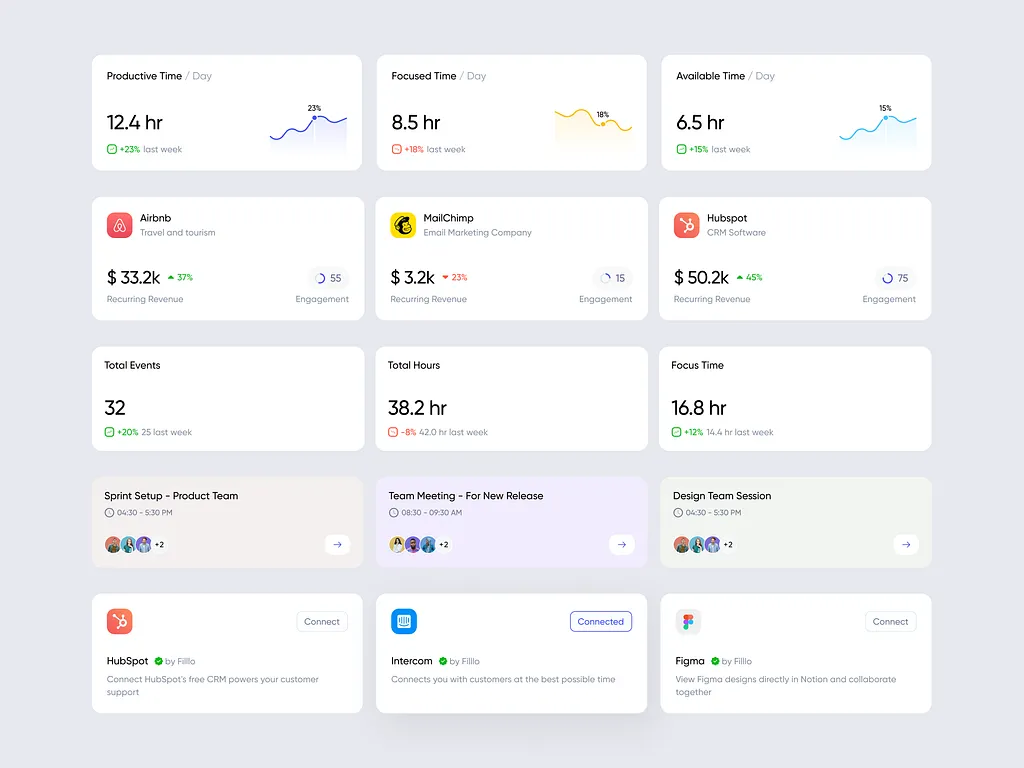 Productive Time / Day
23%
12.4 hr
+23% last week
Focused Time / Day
18%
8.5 hr
+18% last week
Available Time / Day
15%
6.5 hr
+15% last week
Airbnb
Travel and tourism
$ 33.2k 37% 55
Recurring Revenue Engagement
MailChimp
Email Marketing Company
$ 3.2k 23% 15
Recurring Revenue Engagement
Hubspot
CRM Software
$ 50.2k 45% 75
Recurring Revenue Engagement
Total Events
32
+20% 25 last week
Total Hours
38.2 hr
-8% 42.0 hr last week
Focus Time
16.8 hr
+12% 14.4 hr last week
Sprint Setup - Product Team
04:30 - 5:30 PM
+2
Team Meeting - For New Release
08:30 - 09:30 AM
+2
Design Team Session
04:30 - 5:30 PM
+2
Connect
HubSpot by Filllo
Connect HubSpot's free CRM powers your customer
support
Connected
Intercom by Filllo
Connects you with customers at the best possible time
Connect
Figma by Filllo
View Figma designs directly in Notion and collaborate
together